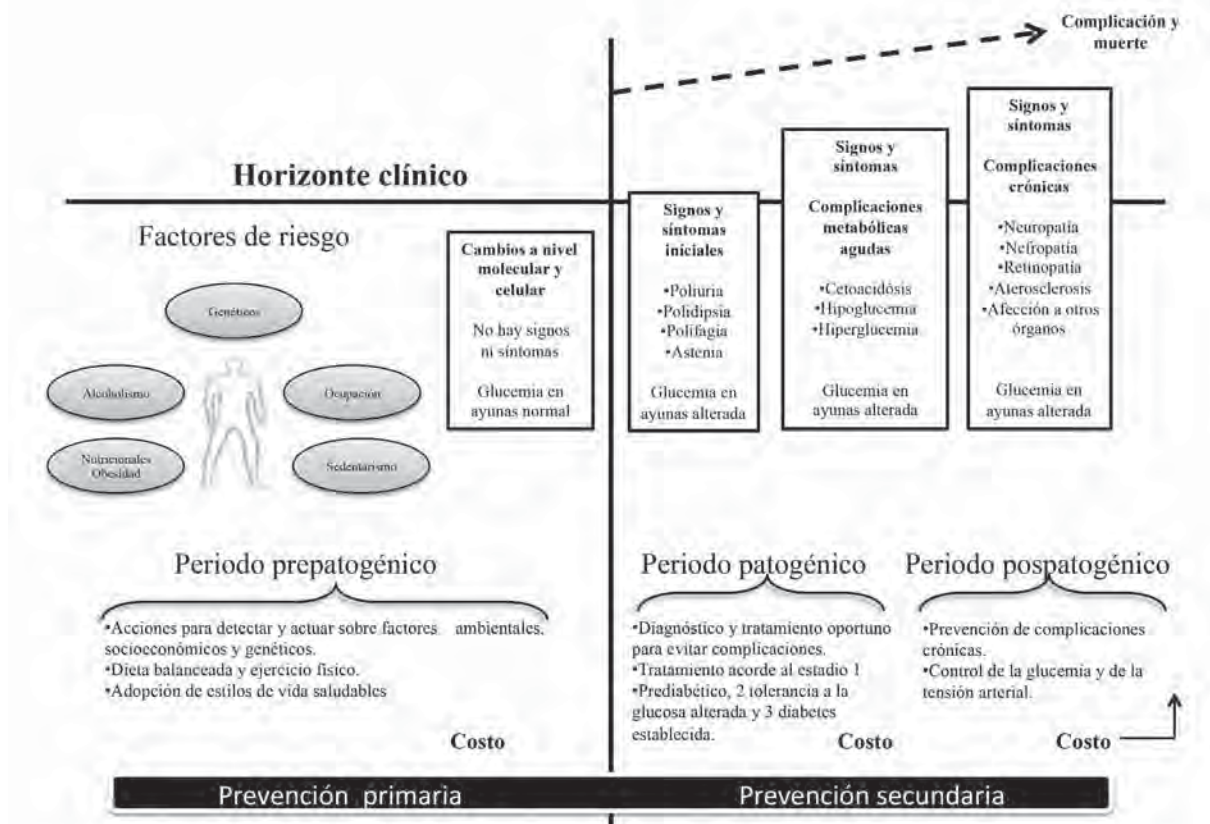 Complicación y
muerte
Horizonte clínico
Factores de riesgo
Genéticos
Alcoholismo
Ocupación
Nutricionales
Obesidad
Sedentarismo
Cambios a nivel
molecular y
celular
No hay signos
ni síntomas
Glucemia en
ayunas normal
Signos y
síntomas
iniciales
•Poliuria
•Polidipsia
•Polifagia
•Astenia
Glucemia en
ayunas alterada
Signos y
síntomas
Complicaciones
metabólicas
agudas
•Cetoacidósis
•Hipoglucemia
•Hiperglucemia
Glucemia en
ayunas alterada
Signos y
síntomas
Complicaciones
crónicas
•Neuropatía
•Nefropatía
•Retinopatía
•Aterosclerosis
•Afección a otros
órganos
Glucemia en
ayunas alterada
Periodo prepatogénico
•Acciones para detectar y actuar sobre factores ambientales,
socioeconómicos y genéticos.
•Dieta balanceada y ejercicio físico.
•Adopción de estilos de vida saludables
Costo
Periodo patogénico
•Diagnóstico y tratamiento oportuno
para evitar complicaciones.
•Tratamiento acorde al estadio 1
•Prediabético, 2 tolerancia a la
glucosa alterada y 3 diabetes
establecida.
Costo
Periodo pospatogénico
•Prevención de complicaciones
crónicas.
•Control de la glucemia y de la
tensión arterial.
Costo
Prevención primaria
Prevención secundaria